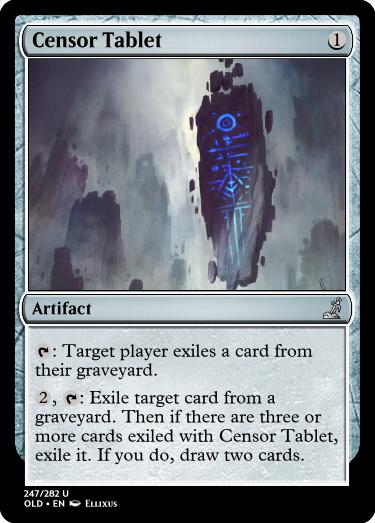 Censor Tablet 1
Artifact
: Target player exiles a card from
their graveyard.
2, : Exile target card from a
graveyard. Then if there are three or
more cards exiled with Censor Tablet,
exile it. If you do, draw two cards.
247/282 U
OLD • EN Ellixus